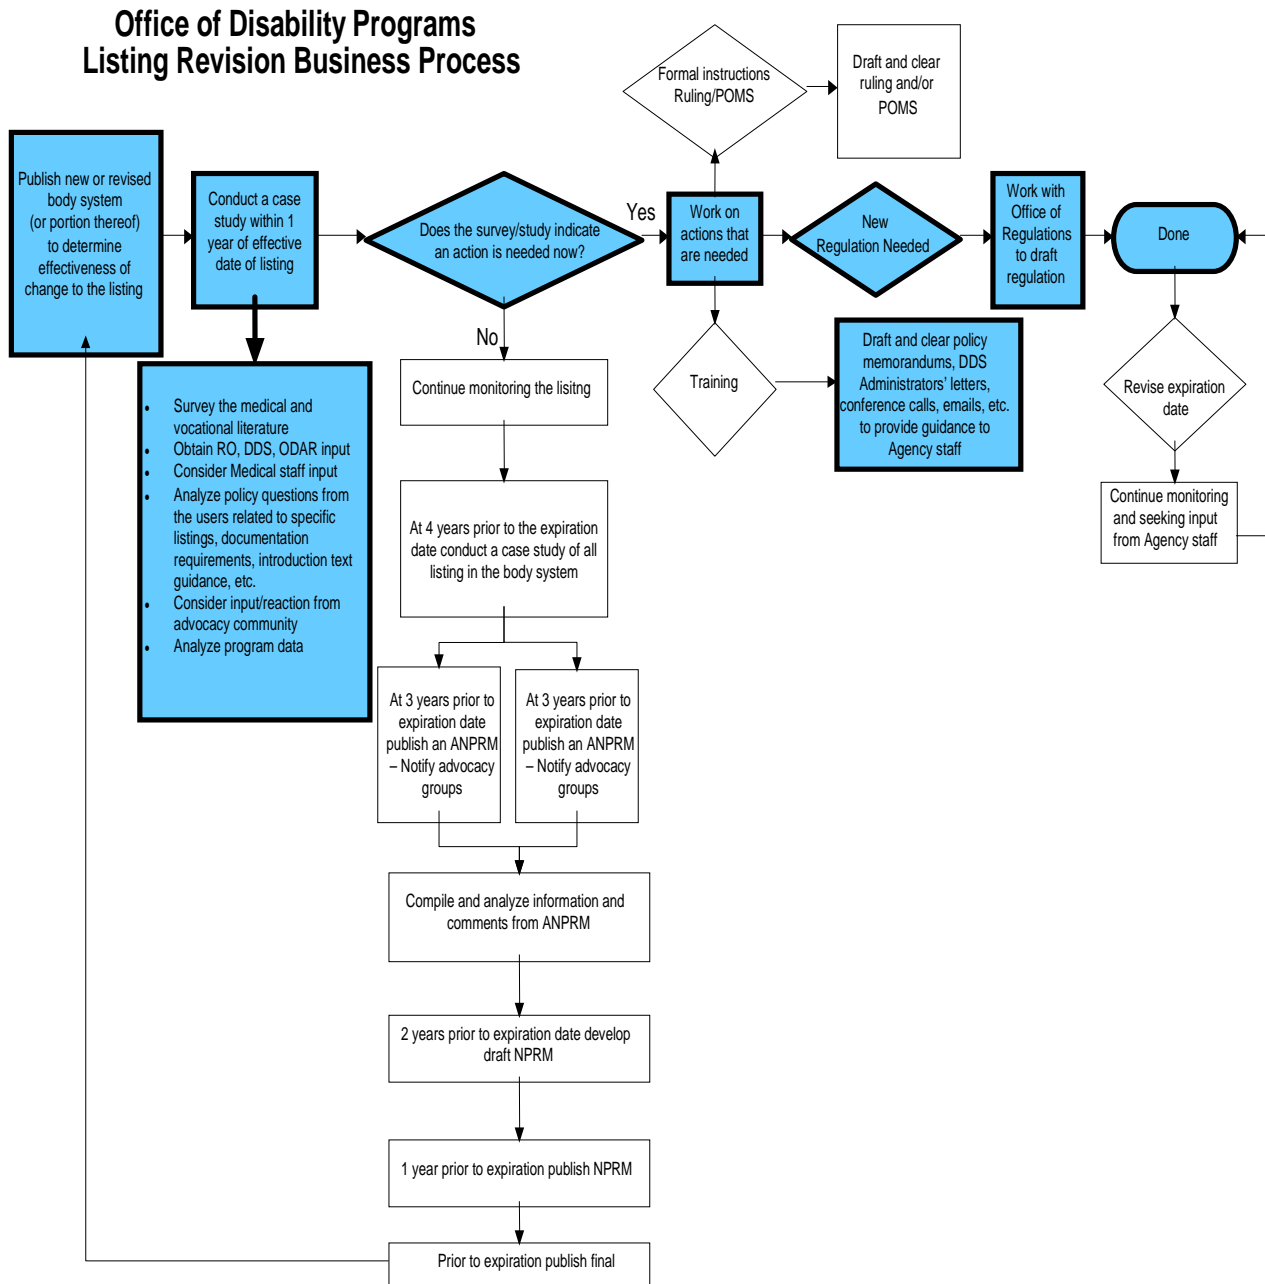 Office of Disability Programs
Listing Revision Business Process
Formal instructions
Ruling/POMS
Draft and clear
ruling and/or
POMS
Publish new or revised
body system
(or portion thereof)
to determine
effectiveness of
change to the listing
Conduct a case
study within 1
year of effective
date of listing
Does the survey/study indicate
an action is needed now?
Yes
Work on
actions that
are needed
New
Regulation Needed
Work with
Office of
Regulations
to draft
regulation
Done
No
Continue monitoring the lisitng
Training
Draft and clear policy
memorandums, DDS
Administrators’ letters,
conference calls, emails, etc.
to provide guidance to
Agency staff
Revise expiration
date
Continue monitoring
and seeking input
from Agency staff
• Survey the medical and
vocational literature
• Obtain RO, DDS, ODAR input
• Consider Medical staff input
• Analyze policy questions from
the users related to specific
listings, documentation
requirements, introduction text
guidance, etc.
• Consider input/reaction from
advocacy community
• Analyze program data
At 4 years prior to the expiration
date conduct a case study of all
listing in the body system
At 3 years prior to
expiration date
publish an ANPRM
– Notify advocacy
groups
At 3 years prior to
expiration date
publish an ANPRM
– Notify advocacy
groups
Compile and analyze information and
comments from ANPRM
2 years prior to expiration date develop
draft NPRM
1 year prior to expiration publish NPRM
Prior to expiration publish final